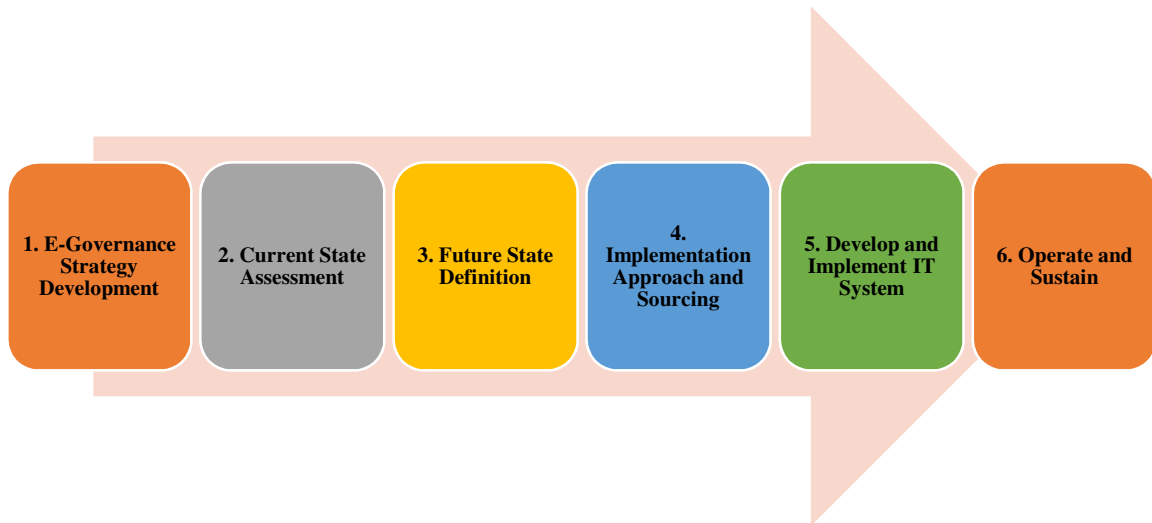 1. E-Governance
Strategy
Development
2. Current State
Assessment
3. Future State
Definition
4.
Implementation
Approach and
Sourcing
5. Develop and
Implement IT
System
6. Operate and
Sustain